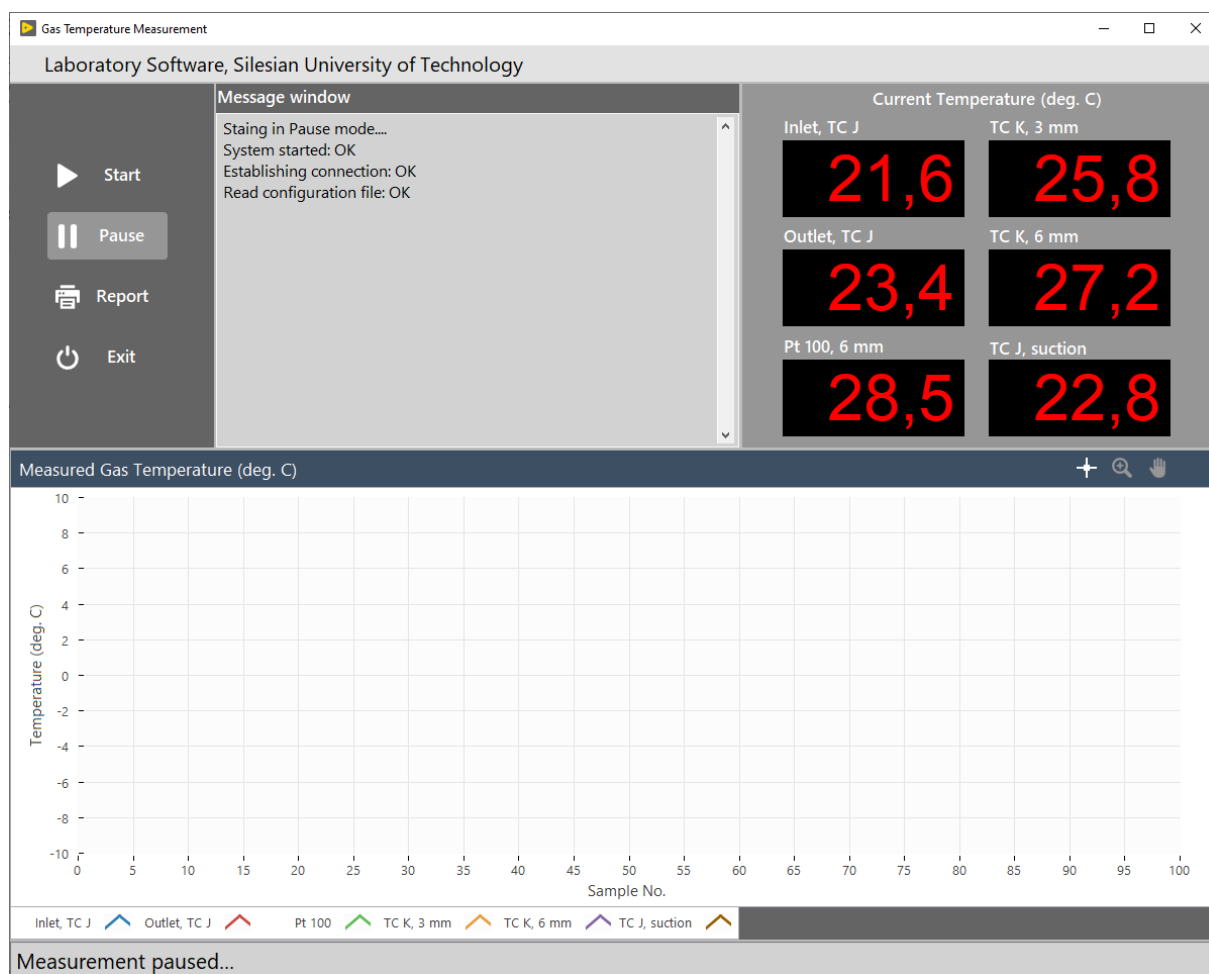 Gas Temperature Measurement
Laboratory Software, Silesian University of Technology
Start
Pause
Report
Exit
Message window
Staing in Pause mode....
System started: OK
Establishing connection: OK
Read configuration file: OK
Current Temperature (deg. C)
Inlet, TC J
TC K, 3 mm
21,6
25,8
Outlet, TC J
TC K, 6 mm
23,4
27,2
Pt 100, 6 mm
TC J, suction
28,5
22,8
Measured Gas Temperature (deg. C)
Temperature (deg. C)
10
8
6
4
2
0
-2
-4
-6
-8
-10
0 5 10 15 20 25 30 35 40 45 50 55 60 65 70 75 80 85 90 95 100
Sample No.
Inlet, TC J Outlet, TC J Pt 100 TC K, 3 mm TC K, 6 mm TC J, suction
Measurement paused...